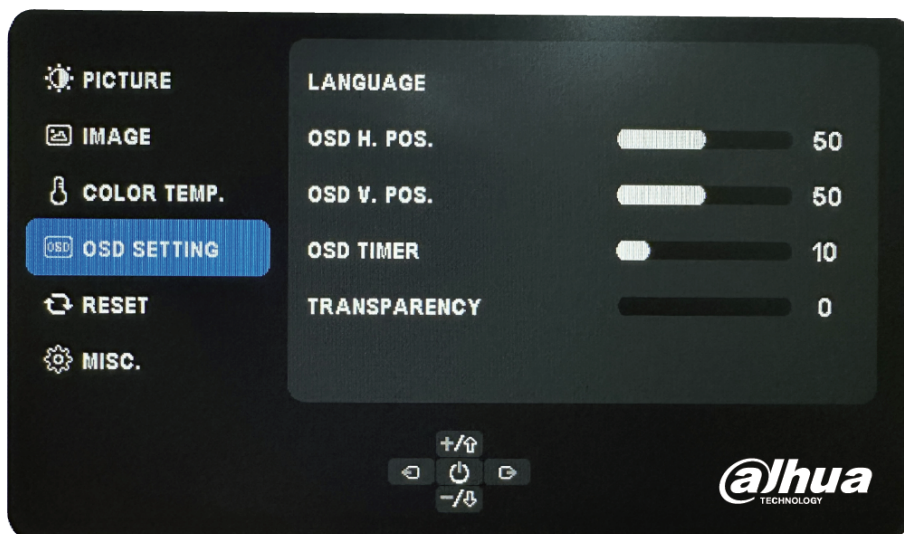 PICTURE
IMAGE
COLOR TEMP.
OSD OSD SETTING
RESET
MISC.
LANGUAGE
OSD H. POS. 50
OSD V. POS. 50
OSD TIMER 10
TRANSPARENCY 0
+/⇧
−/⇩
alhua
TECHNOLOGY